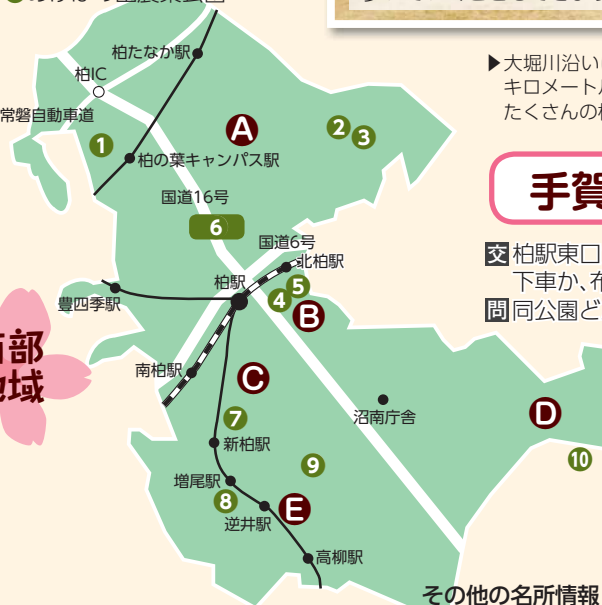 柏たなか駅
柏IC
常磐自動車道
A
1
2
3
柏の葉キャンパス駅
国道16号
6
国道6号
北柏駅
柏駅
豊四季駅
4
5
B
南柏駅
C
沼南庁舎
D
7
新柏駅
9
10
増尾駅
8
逆井駅
E
高柳駅
▶大堀川沿い
キロメート
たくさんの
手賀
交 柏駅東口
下車か、
問 同公園ど
部
地域
その他の名所情報